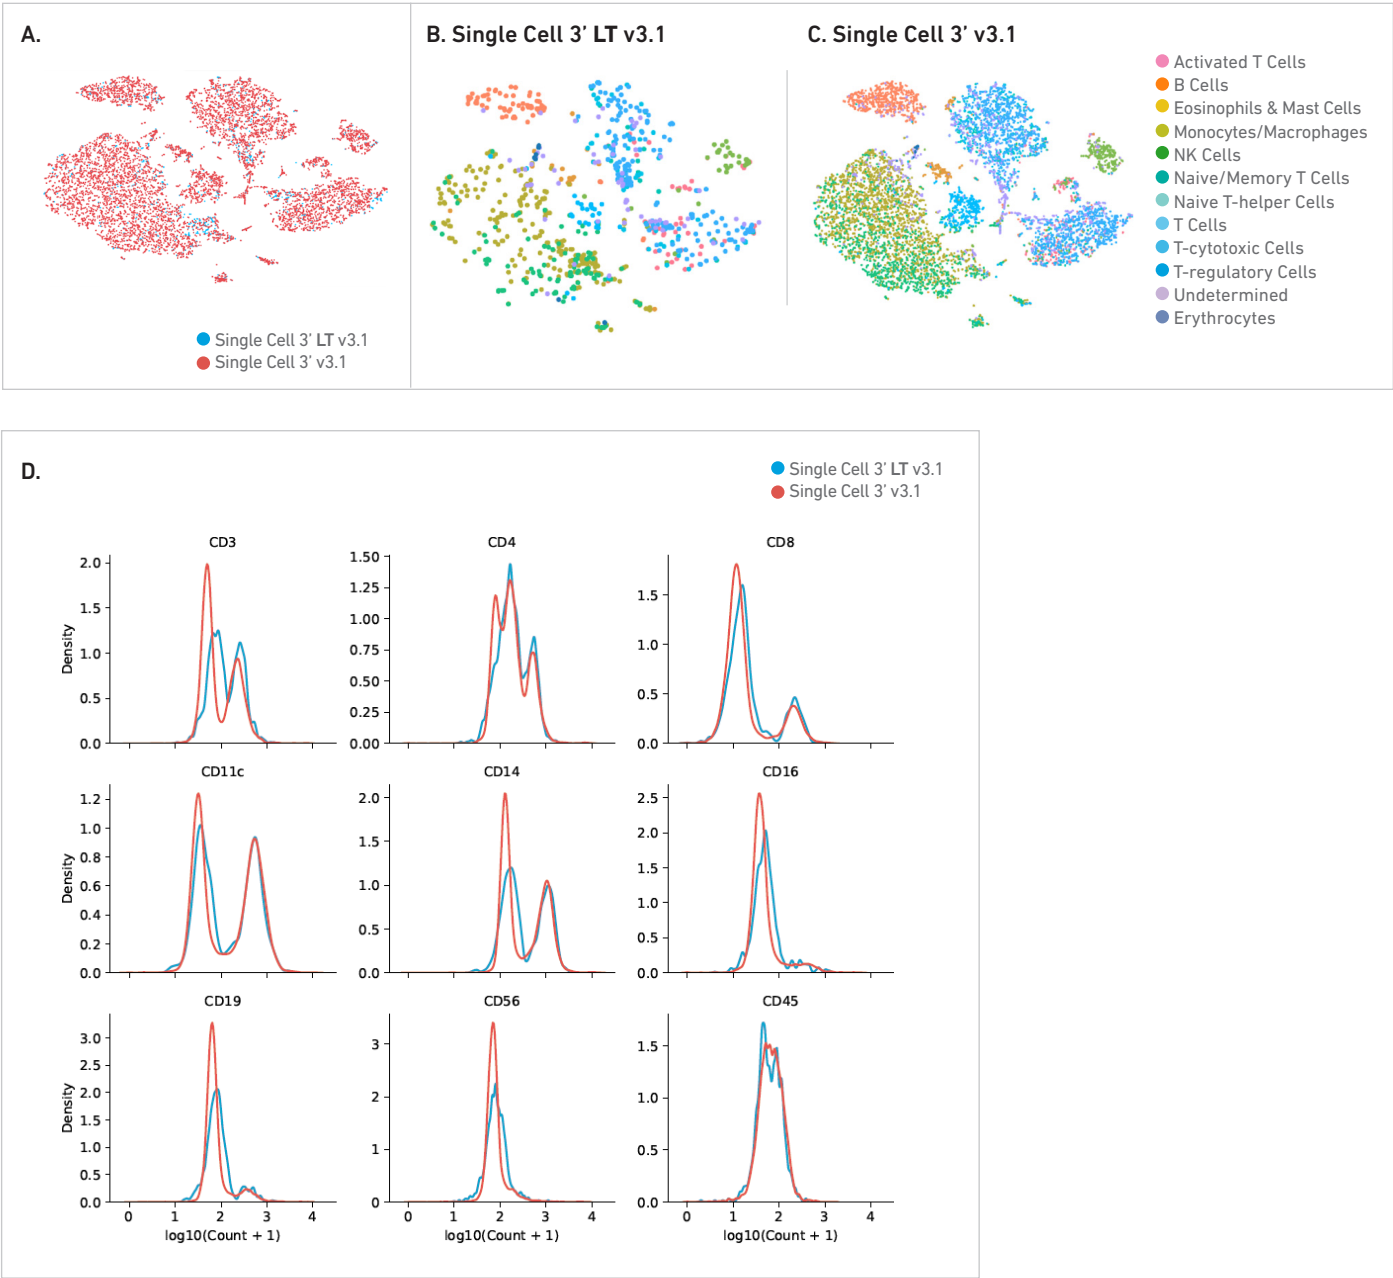 A.
Single Cell 3’ LT v3.1
Single Cell 3’ v3.1
B. Single Cell 3’ LT v3.1
C. Single Cell 3’ v3.1
Activated T Cells
B Cells
Eosinophils & Mast Cells
Monocytes/Macrophages
NK Cells
Naive/Memory T Cells
Naive T-helper Cells
T Cells
T-cytotoxic Cells
T-regulatory Cells
Undetermined
Erythrocytes
D.
Single Cell 3’ LT v3.1
Single Cell 3’ v3.1
CD3
Density
2.0
1.5
1.0
0.5
0.0
CD4
1.50
1.25
1.00
0.75
0.50
0.25
0.00
CD8
1.5
1.0
0.5
0.0
CD11c
Density
1.2
1.0
0.8
0.6
0.4
0.2
0.0
CD14
2.0
1.5
1.0
0.5
0.0
CD16
2.5
2.0
1.5
1.0
0.5
0.0
CD19
Density
3.0
2.5
2.0
1.5
1.0
0.5
0.0
0 1 2 3 4
log10(Count + 1)
CD56
3
2
1
0
0 1 2 3 4
log10(Count + 1)
CD45
1.5
1.0
0.5
0.0
0 1 2 3 4
log10(Count + 1)